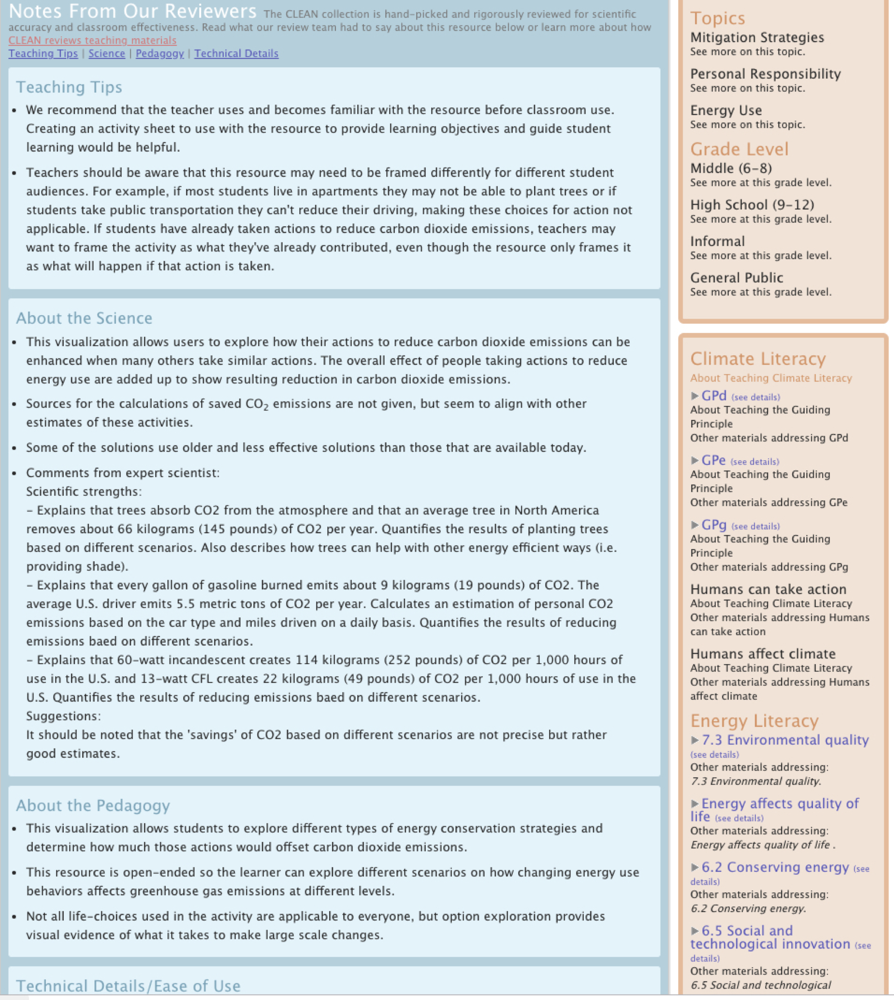 Notes From Our Reviewers The CLEAN collection is hand-picked and rigorously reviewed for scientific
accuracy and classroom effectiveness. Read what our review team had to say about this resource below or learn more about how
CLEAN reviews teaching materials
Teaching Tips | Science | Pedagogy | Technical Details
Teaching Tips
• We recommend that the teacher uses and becomes familiar with the resource before classroom use.
Creating an activity sheet to use with the resource to provide learning objectives and guide student
learning would be helpful.
• Teachers should be aware that this resource may need to be framed differently for different student
audiences. For example, if most students live in apartments they may not be able to plant trees or if
students take public transportation they can't reduce their driving, making these choices for action not
applicable. If students have already taken actions to reduce carbon dioxide emissions, teachers may
want to frame the activity as what they've already contributed, even though the resource only frames it
as what will happen if that action is taken.
About the Science
• This visualization allows users to explore how their actions to reduce carbon dioxide emissions can be
enhanced when many others take similar actions. The overall effect of people taking actions to reduce
energy use are added up to show resulting reduction in carbon dioxide emissions.
• Sources for the calculations of saved CO₂ emissions are not given, but seem to align with other
estimates of these activities.
• Some of the solutions use older and less effective solutions than those that are available today.
• Comments from expert scientist:
Scientific strengths:
– Explains that trees absorb CO2 from the atmosphere and that an average tree in North America
removes about 66 kilograms (145 pounds) of CO2 per year. Quantifies the results of planting trees
based on different scenarios. Also describes how trees can help with other energy efficient ways (i.e.
providing shade).
– Explains that every gallon of gasoline burned emits about 9 kilograms (19 pounds) of CO2. The
average U.S. driver emits 5.5 metric tons of CO2 per year. Calculates an estimation of personal CO2
emissions based on the car type and miles driven on a daily basis. Quantifies the results of reducing
emissions baed on different scenarios.
– Explains that 60-watt incandescent creates 114 kilograms (252 pounds) of CO2 per 1,000 hours of
use in the U.S. and 13-watt CFL creates 22 kilograms (49 pounds) of CO2 per 1,000 hours of use in the
U.S. Quantifies the results of reducing emissions baed on different scenarios.
Suggestions:
It should be noted that the 'savings' of CO2 based on different scenarios are not precise but rather
good estimates.
About the Pedagogy
• This visualization allows students to explore different types of energy conservation strategies and
determine how much those actions would offset carbon dioxide emissions.
• This resource is open-ended so the learner can explore different scenarios on how changing energy use
behaviors affects greenhouse gas emissions at different levels.
• Not all life-choices used in the activity are applicable to everyone, but option exploration provides
visual evidence of what it takes to make large scale changes.
Technical Details/Ease of Use
Topics
Mitigation Strategies
See more on this topic.
Personal Responsibility
See more on this topic.
Energy Use
See more on this topic.
Grade Level
Middle (6-8)
See more at this grade level.
High School (9-12)
See more at this grade level.
Informal
See more at this grade level.
General Public
See more at this grade level.
Climate Literacy
About Teaching Climate Literacy
GPd (see details)
About Teaching the Guiding
Principle
Other materials addressing GPd
GPe (see details)
About Teaching the Guiding
Principle
Other materials addressing GPe
GPg (see details)
About Teaching the Guiding
Principle
Other materials addressing GPg
Humans can take action
About Teaching Climate Literacy
Other materials addressing Humans
can take action
Humans affect climate
About Teaching Climate Literacy
Other materials addressing Humans
affect climate
Energy Literacy
7.3 Environmental quality
(see details)
Other materials addressing:
7.3 Environmental quality.
Energy affects quality of
life (see details)
Other materials addressing:
Energy affects quality of life .
6.2 Conserving energy (see
details)
Other materials addressing:
6.2 Conserving energy.
6.5 Social and
technological innovation (see
details)
Other materials addressing:
6.5 Social and technological